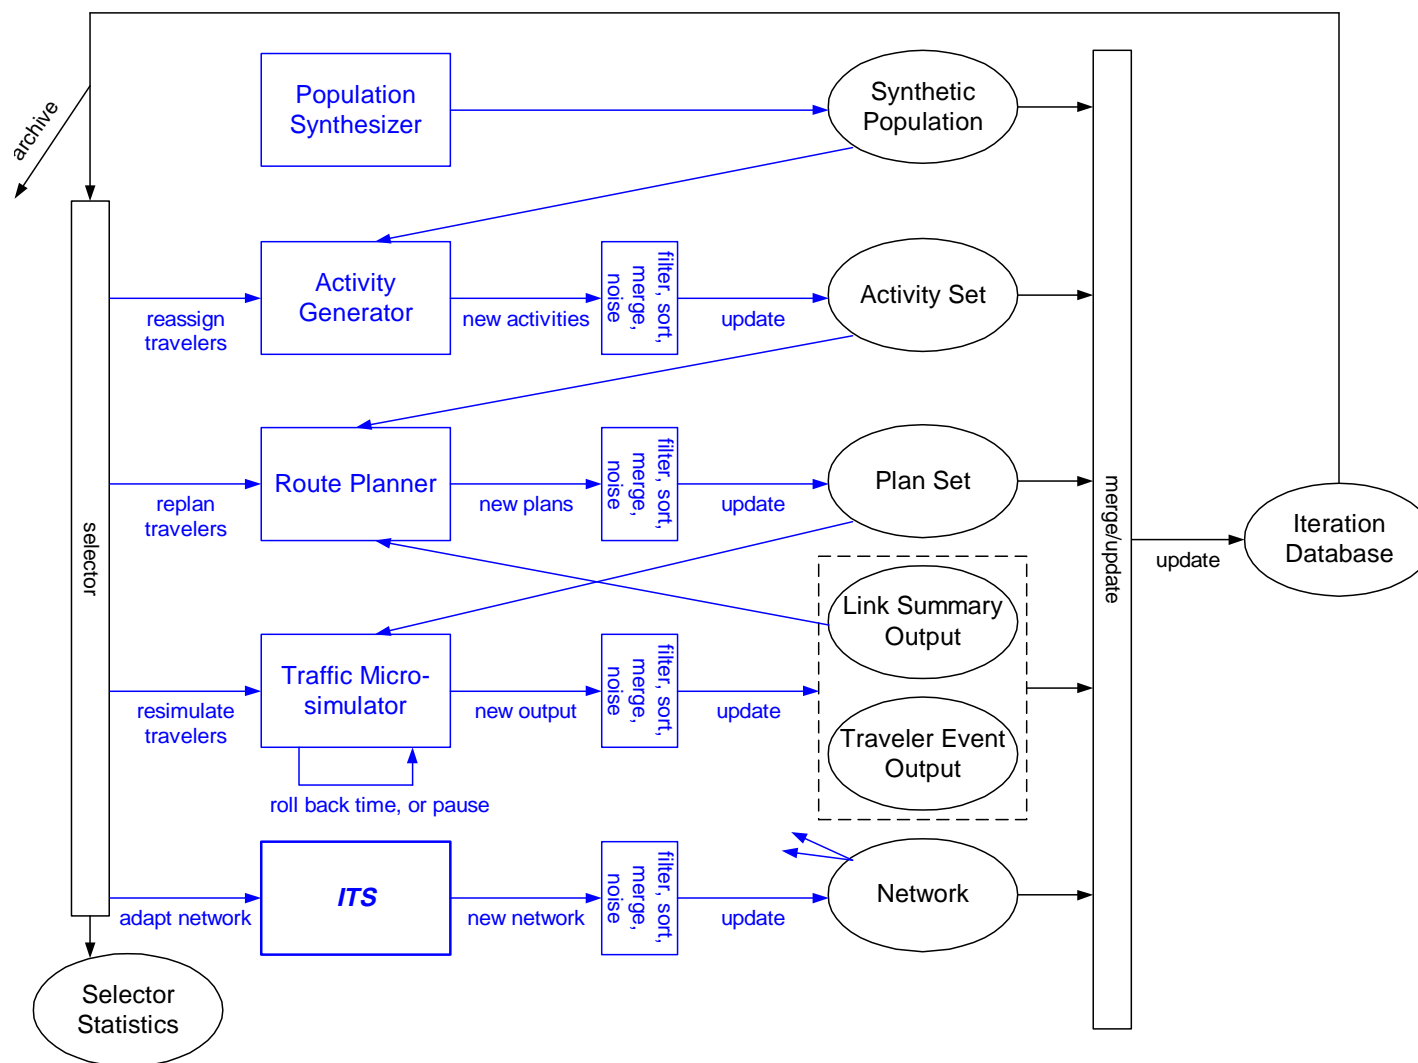 archive
Population
Synthesizer
Synthetic
Population
Activity
Generator
filter, sort,
merge,
noise
Activity Set
reassign
travelers
new activities
update
Route Planner
filter, sort,
merge,
noise
Plan Set
replan
travelers
new plans
update
selector
merge/update
Iteration
Database
update
Link Summary
Output
Traffic Micro-
simulator
filter, sort,
merge,
noise
resimulate
travelers
new output
update
Traveler Event
Output
roll back time, or pause
ITS
filter, sort,
merge,
noise
Network
adapt network
new network
update
Selector
Statistics